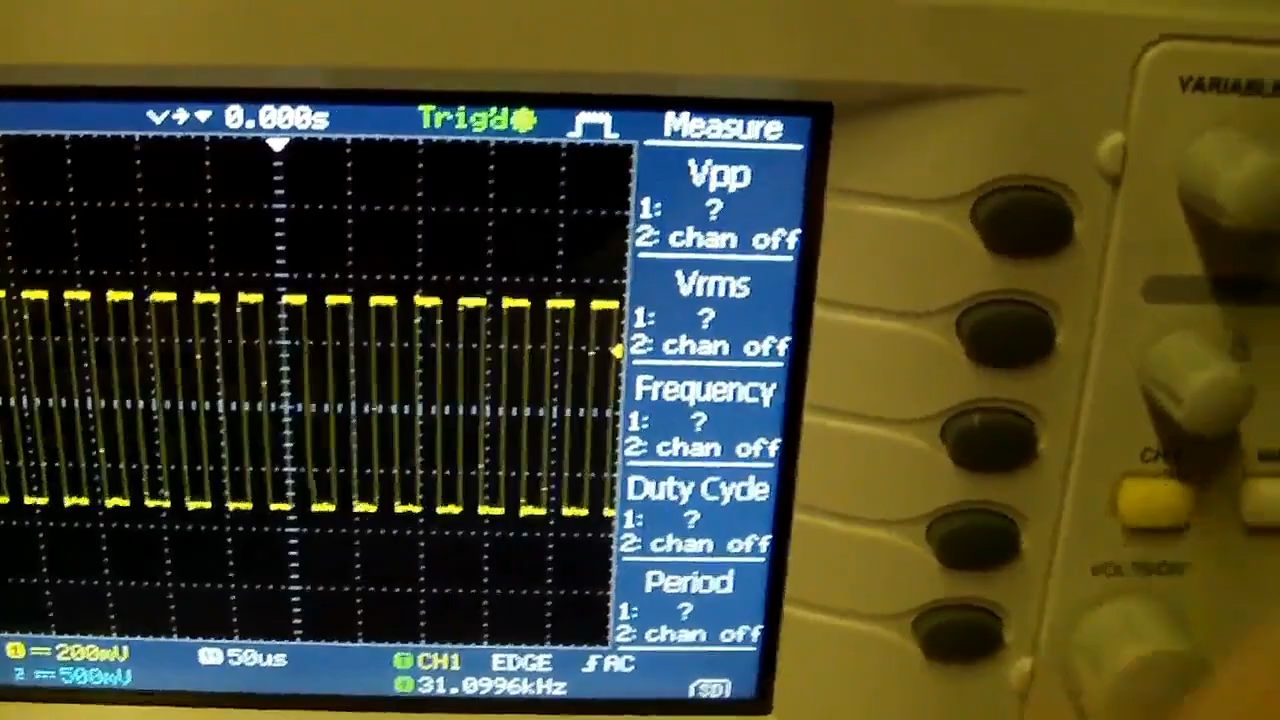 0.000s Trig'd Measure
Vpp
1: ?
2: chan off
Vrms
1: ?
2: chan off
Frequency
1: ?
2: chan off
Duty Cycle
1: ?
2: chan off
Period
1: ?
2: chan off
1 200mV 50us CH1 EDGE AC
2 500mV 31.0996kHz SD